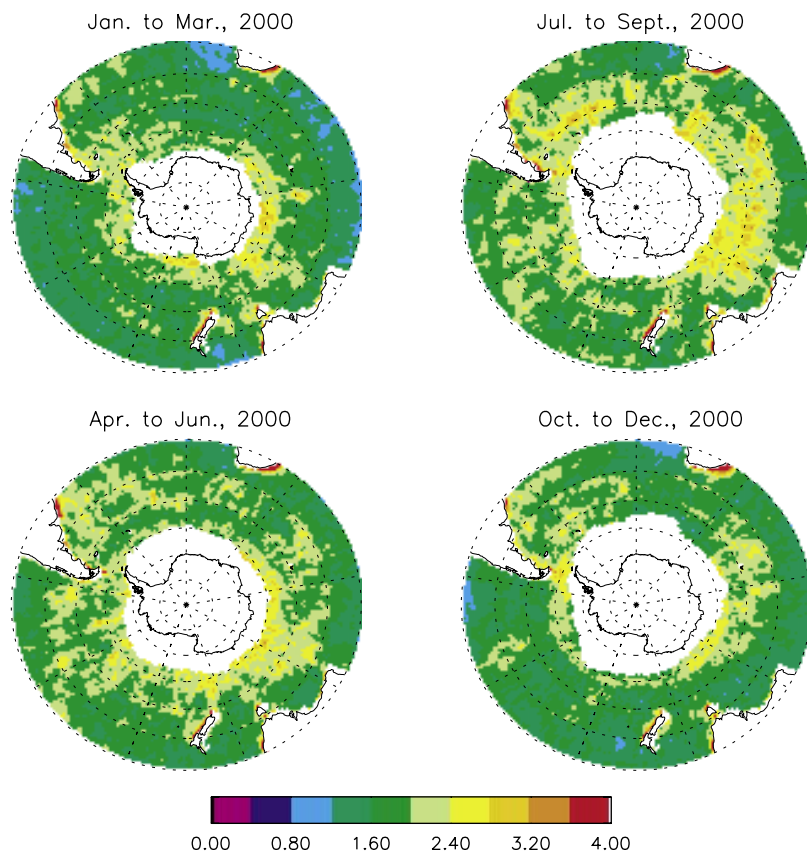 Jan. to Mar., 2000
Jul. to Sept., 2000
Apr. to Jun., 2000
Oct. to Dec., 2000
0.00 0.80 1.60 2.40 3.20 4.00